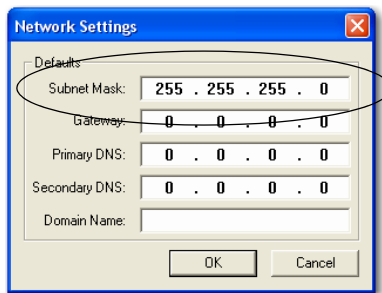 Network Settings
Defaults
Subnet Mask: 255 . 255 . 255 . 0
Gateway: 0 . 0 . 0 . 0
Primary DNS: 0 . 0 . 0 . 0
Secondary DNS: 0 . 0 . 0 . 0
Domain Name:
OK Cancel